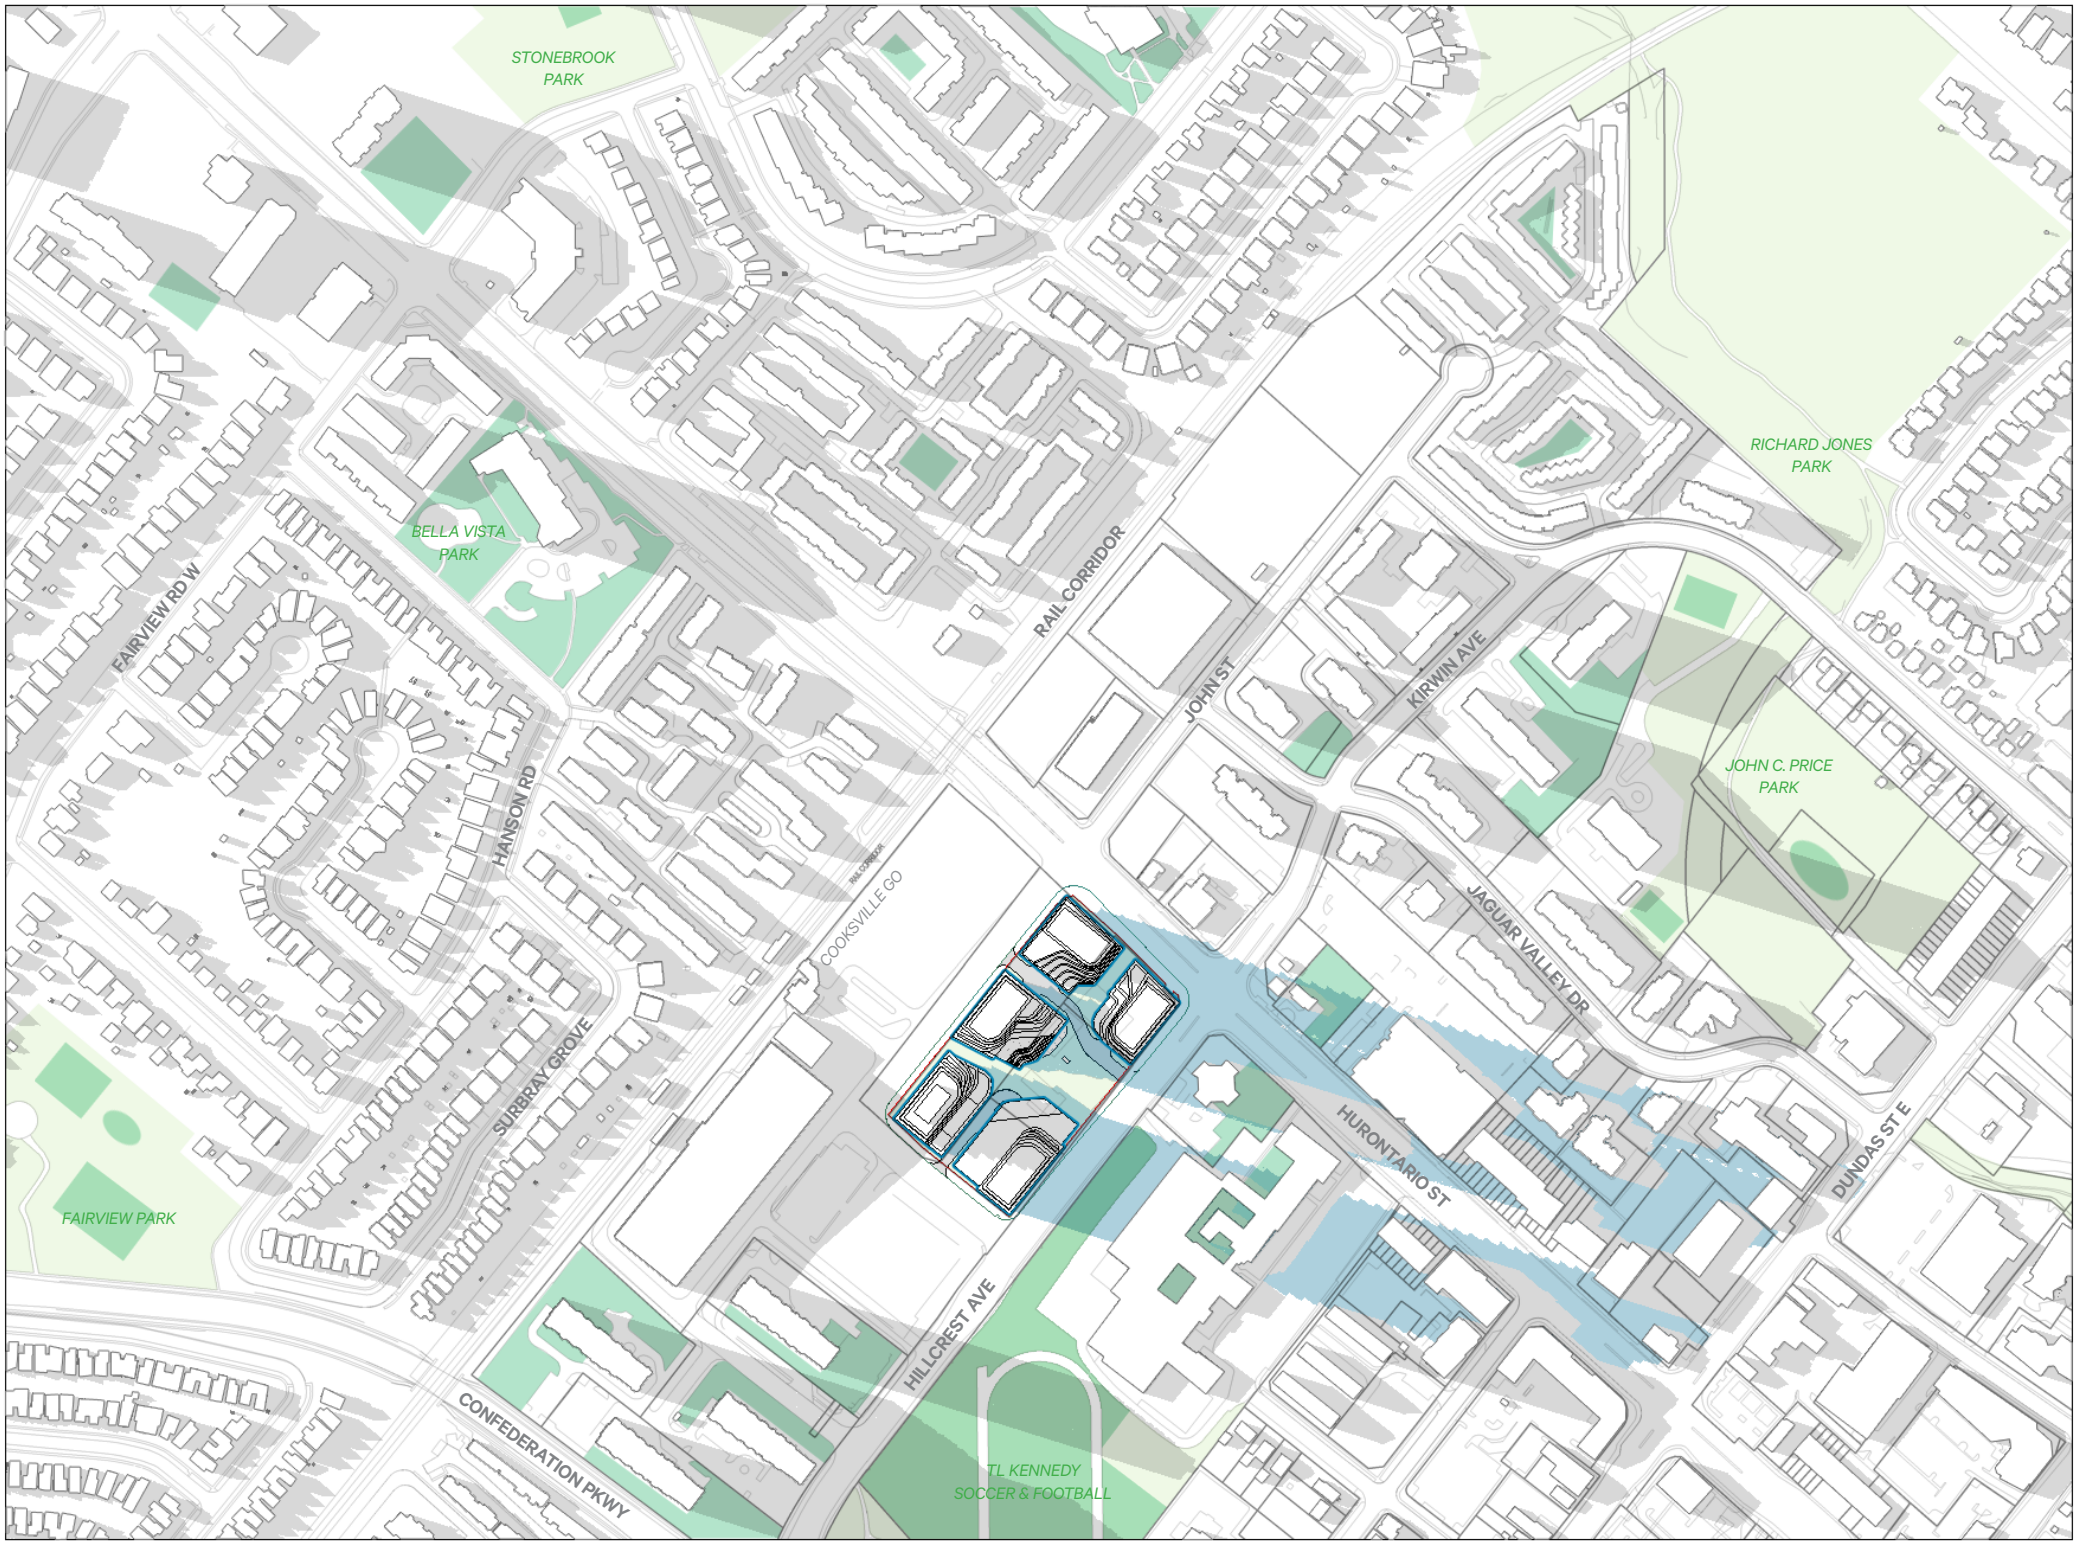 STONEBROOK
PARK
RICHARD JONES
PARK
BELLA VISTA
PARK
FAIRVIEW RD W
RAIL CORRIDOR
JOHN ST
KIRWIN AVE
JOHN C. PRICE
PARK
HANSON RD
RAIL CORRIDOR
COOKSVILLE GO
JAGUAR VALLEY DR
SURBRAY GROVE
HURONTARIO ST
DUNDAS ST E
FAIRVIEW PARK
HILLCREST AVE
CONFEDERATION PKWY
TL KENNEDY
SOCCER & FOOTBALL